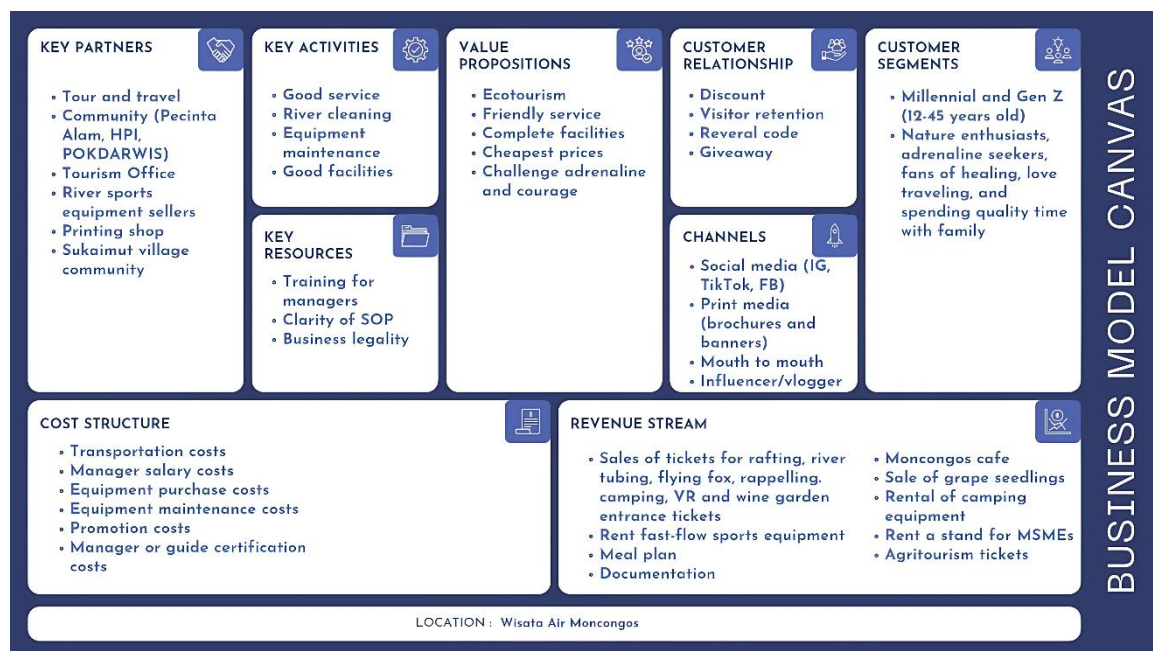 KEY PARTNERS
• Tour and travel
• Community (Pecinta
Alam, HPI,
POKDARWIS)
• Tourism Office
• River sports
equipment sellers
• Printing shop
• Sukaimut village
community
KEY ACTIVITIES
• Good service
• River cleaning
• Equipment
maintenance
• Good facilities
KEY
RESOURCES
• Training for
managers
• Clarity of SOP
• Business legality
VALUE
PROPOSITIONS
• Ecotourism
• Friendly service
• Complete facilities
• Cheapest prices
• Challenge adrenaline
and courage
CUSTOMER
RELATIONSHIP
• Discount
• Visitor retention
• Reveral code
• Giveaway
CHANNELS
• Social media (IG,
TikTok, FB)
• Print media
(brochures and
banners)
• Mouth to mouth
• Influencer/vlogger
CUSTOMER
SEGMENTS
• Millennial and Gen Z
(12-45 years old)
• Nature enthusiasts,
adrenaline seekers,
fans of healing, love
traveling, and
spending quality time
with family
COST STRUCTURE
• Transportation costs
• Manager salary costs
• Equipment purchase costs
• Equipment maintenance costs
• Promotion costs
• Manager or guide certification
costs
REVENUE STREAM
• Sales of tickets for rafting, river
tubing, flying fox, rappelling.
camping, VR and wine garden
entrance tickets
• Rent fast-flow sports equipment
• Meal plan
• Documentation
• Moncongos cafe
• Sale of grape seedlings
• Rental of camping
equipment
• Rent a stand for MSMEs
• Agritourism tickets
LOCATION : Wisata Air Moncongos
BUSINESS MODEL CANVAS